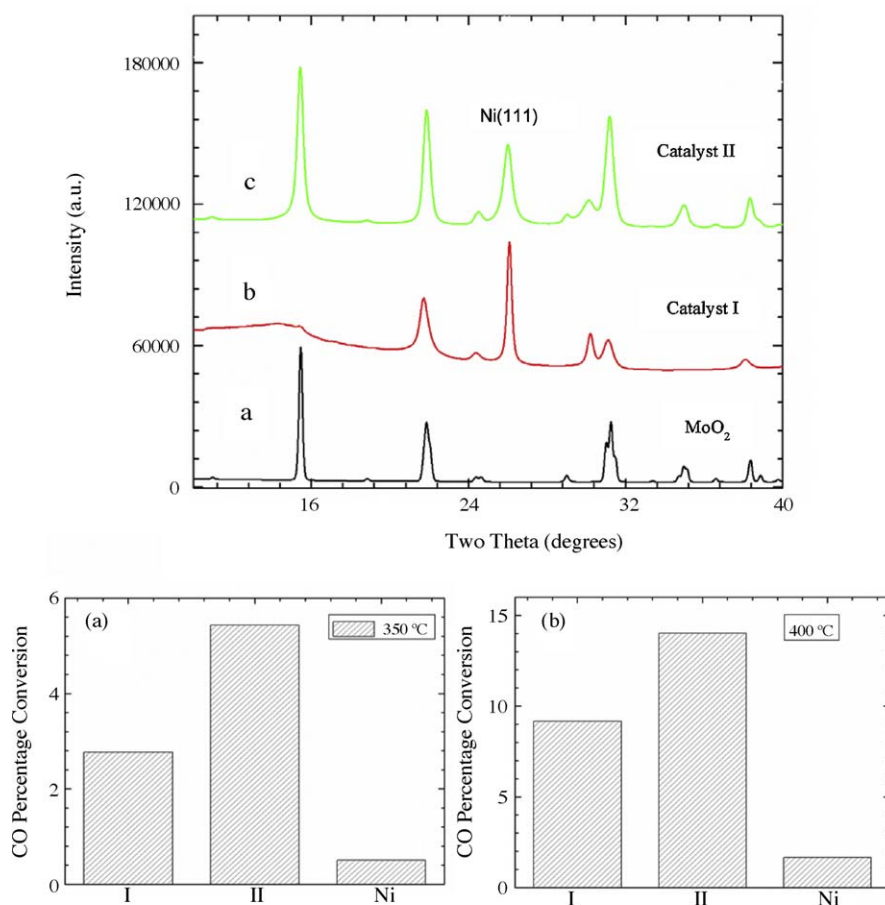 180000
Ni(111)
Catalyst II
c
120000
b
Catalyst I
60000
a
MoO₂
0
16 24 32 40
Intensity (a.u.)
Two Theta (degrees)
6
(a)
350 ºC
4
2
0
I II Ni
CO Percentage Conversion
15
(b)
400 ºC
10
5
0
I II Ni
CO Percentage Conversion